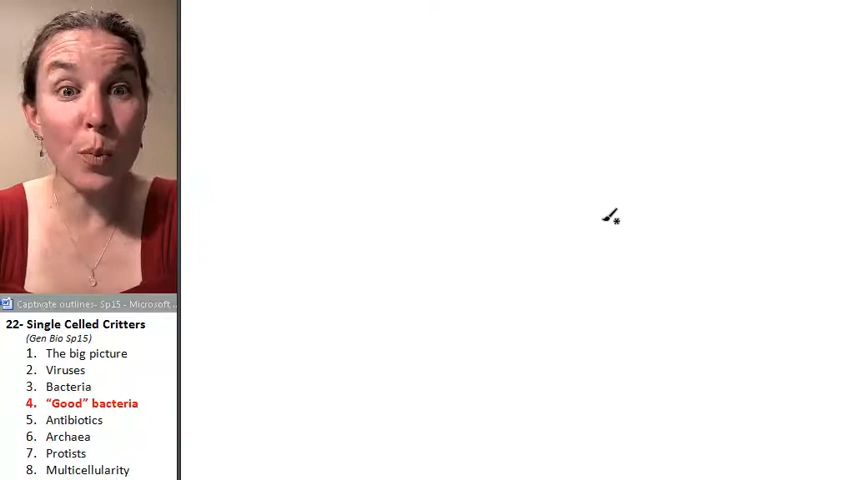 Captivate outlines- Sp15 - Microsoft ...
22- Single Celled Critters
(Gen Bio Sp15)
1. The big picture
2. Viruses
3. Bacteria
4. “Good” bacteria
5. Antibiotics
6. Archaea
7. Protists
8. Multicellularity